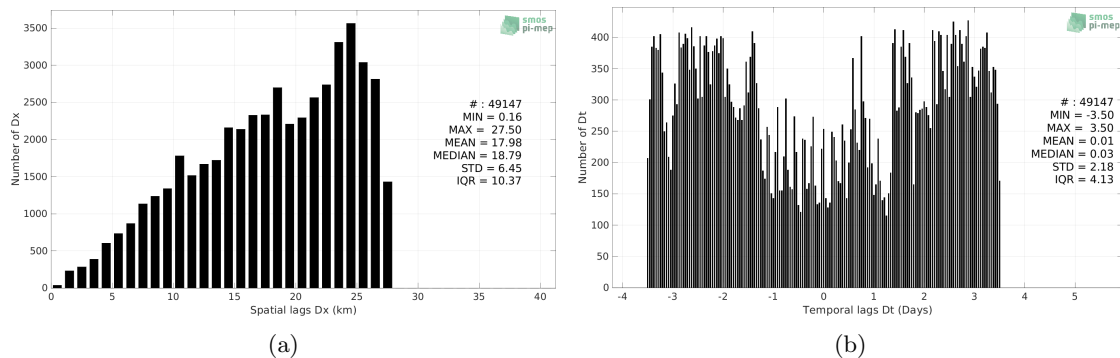 smos
pi-mep
3500
3000
2500
2000
1500
1000
500
0
Number of Dx
# : 49147
MIN = 0.16
MAX = 27.50
MEAN = 17.98
MEDIAN = 18.79
STD = 6.45
IQR = 10.37
0 5 10 15 20 25 30 35 40
Spatial lags Dx (km)
(a)
smos
pi-mep
400
350
300
250
200
150
100
50
0
Number of Dt
# : 49147
MIN = -3.50
MAX = 3.50
MEAN = 0.01
MEDIAN = 0.03
STD = 2.18
IQR = 4.13
-4 -3 -2 -1 0 1 2 3 4 5
Temporal lags Dt (Days)
(b)